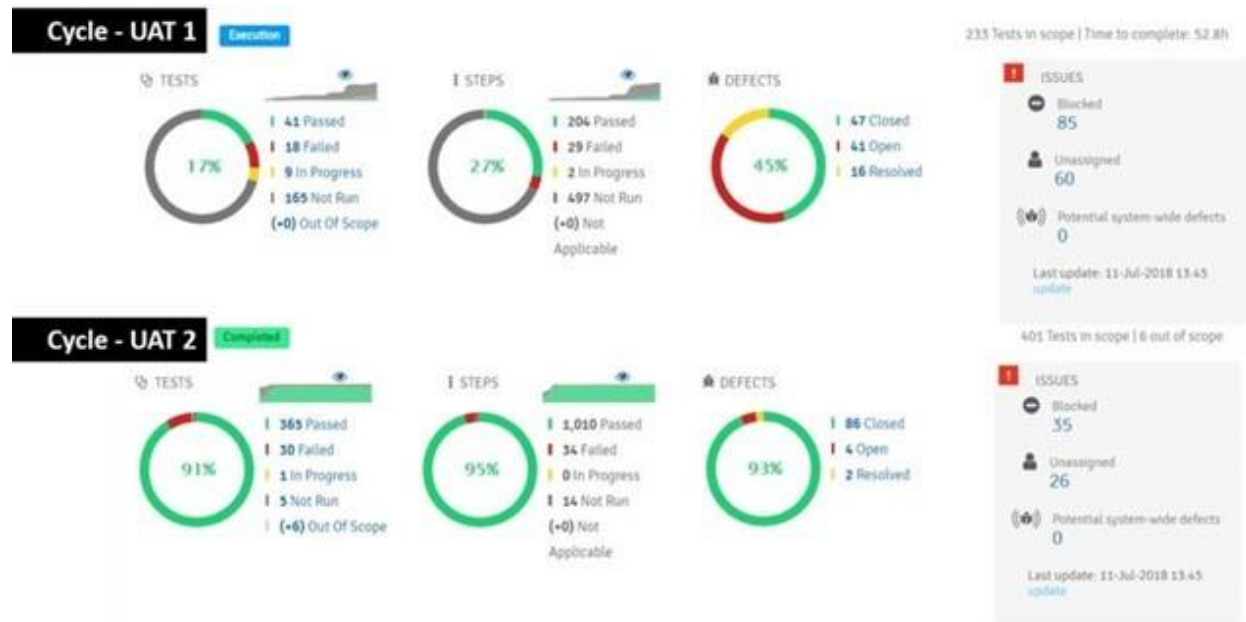 Cycle - UAT 1
Execution
233 Tests in scope | Time to complete: 52.8h
TESTS
17%
41 Passed
18 Failed
9 In Progress
165 Not Run
(+0) Out Of Scope
STEPS
27%
204 Passed
29 Failed
2 In Progress
497 Not Run
(+0) Not
Applicable
DEFECTS
45%
47 Closed
41 Open
16 Resolved
! ISSUES
Blocked
85
Unassigned
60
Potential system-wide defects
0
Last update: 11-Jul-2018 13:45
update
Cycle - UAT 2
Completed
401 Tests in scope | 6 out of scope
TESTS
91%
365 Passed
30 Failed
1 In Progress
5 Not Run
(+6) Out Of Scope
STEPS
95%
1,010 Passed
34 Failed
0 In Progress
14 Not Run
(+0) Not
Applicable
DEFECTS
93%
86 Closed
4 Open
2 Resolved
! ISSUES
Blocked
35
Unassigned
26
Potential system-wide defects
0
Last update: 11-Jul-2018 13:45
update